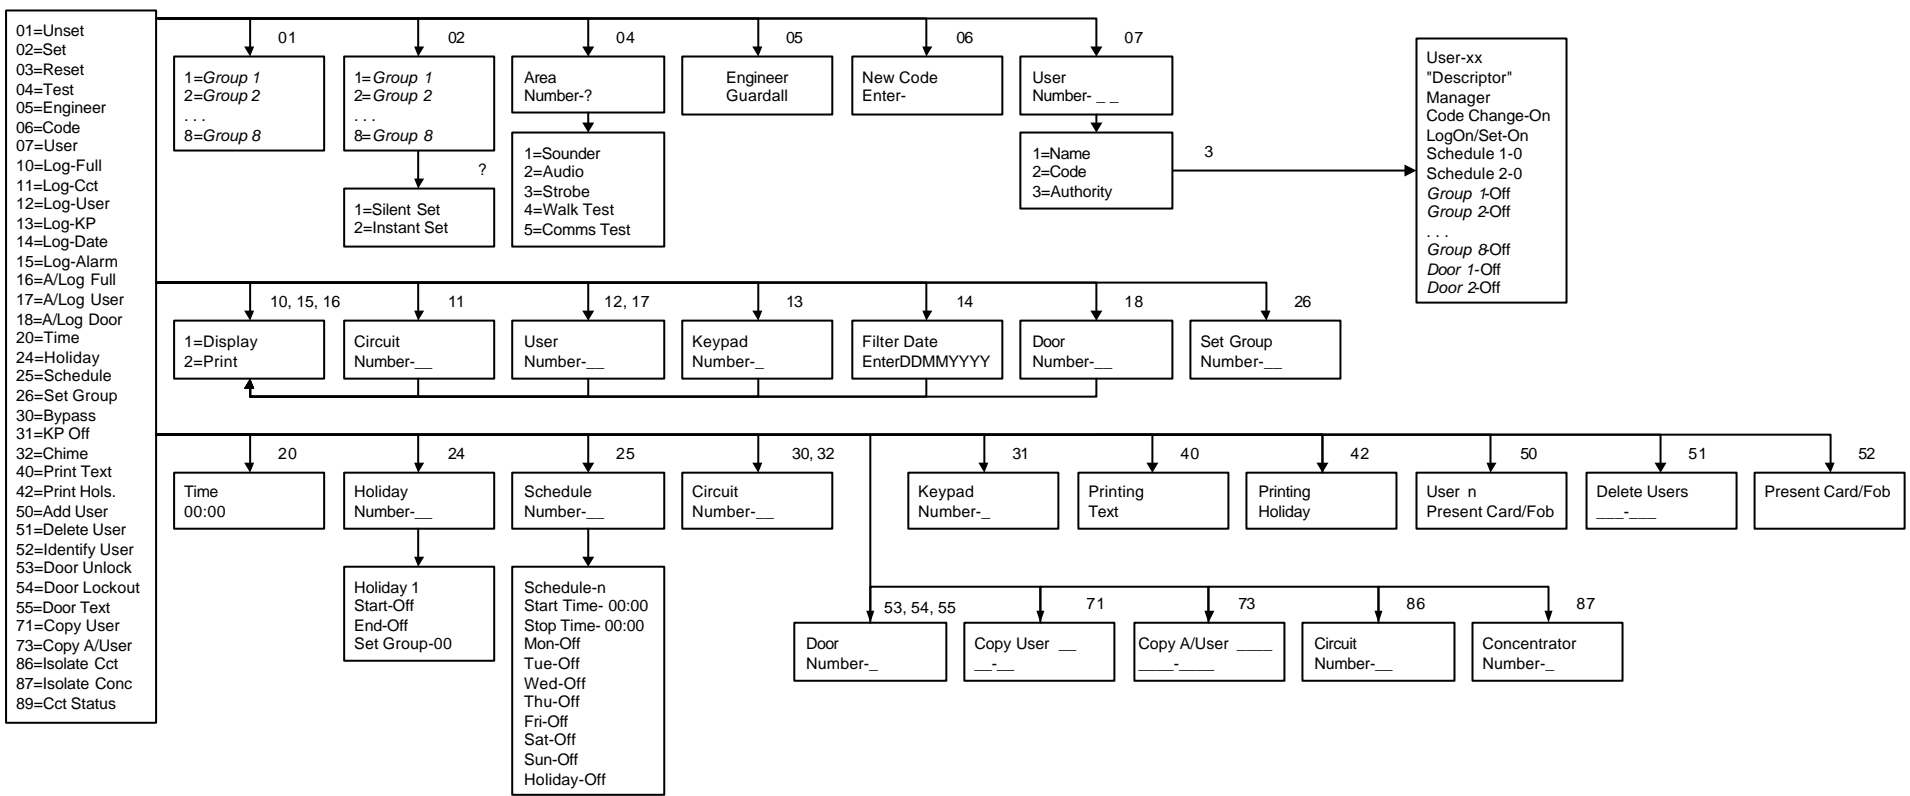 01=Unset
02=Set
03=Reset
04=Test
05=Engineer
06=Code
07=User
10=Log-Full
11=Log-Cct
12=Log-User
13=Log-KP
14=Log-Date
15=Log-Alarm
16=A/Log Full
17=A/Log User
18=A/Log Door
20=Time
24=Holiday
25=Schedule
26=Set Group
30=Bypass
31=KP Off
32=Chime
40=Print Text
42=Print Hols.
50=Add User
51=Delete User
52=Identify User
53=Door Unlock
54=Door Lockout
55=Door Text
71=Copy User
73=Copy A/User
86=Isolate Cct
87=Isolate Conc
89=Cct Status
01
1=Group 1
2=Group 2
. . .
8=Group 8
02
1=Group 1
2=Group 2
. . .
8=Group 8
?
1=Silent Set
2=Instant Set
04
Area
Number-?
1=Sounder
2=Audio
3=Strobe
4=Walk Test
5=Comms Test
05
Engineer
Guardall
06
New Code
Enter-
07
User
Number- _ _
1=Name
2=Code
3=Authority
3
User-xx
"Descriptor"
Manager
Code Change-On
LogOn/Set-On
Schedule 1-0
Schedule 2-0
Group 1-Off
Group 2-Off
. . .
Group 8-Off
Door 1-Off
Door 2-Off
10, 15, 16
1=Display
2=Print
11
Circuit
Number-__
12, 17
User
Number-__
13
Keypad
Number-_
14
Filter Date
EnterDDMMYYYY
18
Door
Number-__
26
Set Group
Number-__
20
Time
00:00
24
Holiday
Number-__
Holiday 1
Start-Off
End-Off
Set Group-00
25
Schedule
Number-__
Schedule-n
Start Time- 00:00
Stop Time- 00:00
Mon-Off
Tue-Off
Wed-Off
Thu-Off
Fri-Off
Sat-Off
Sun-Off
Holiday-Off
30, 32
Circuit
Number-__
31
Keypad
Number-_
40
Printing
Text
42
Printing
Holiday
50
User n
Present Card/Fob
51
Delete Users
___-___
52
Present Card/Fob
53, 54, 55
Door
Number-_
71
Copy User __
__-__
73
Copy A/User ____
____-____
86
Circuit
Number-__
87
Concentrator
Number-_